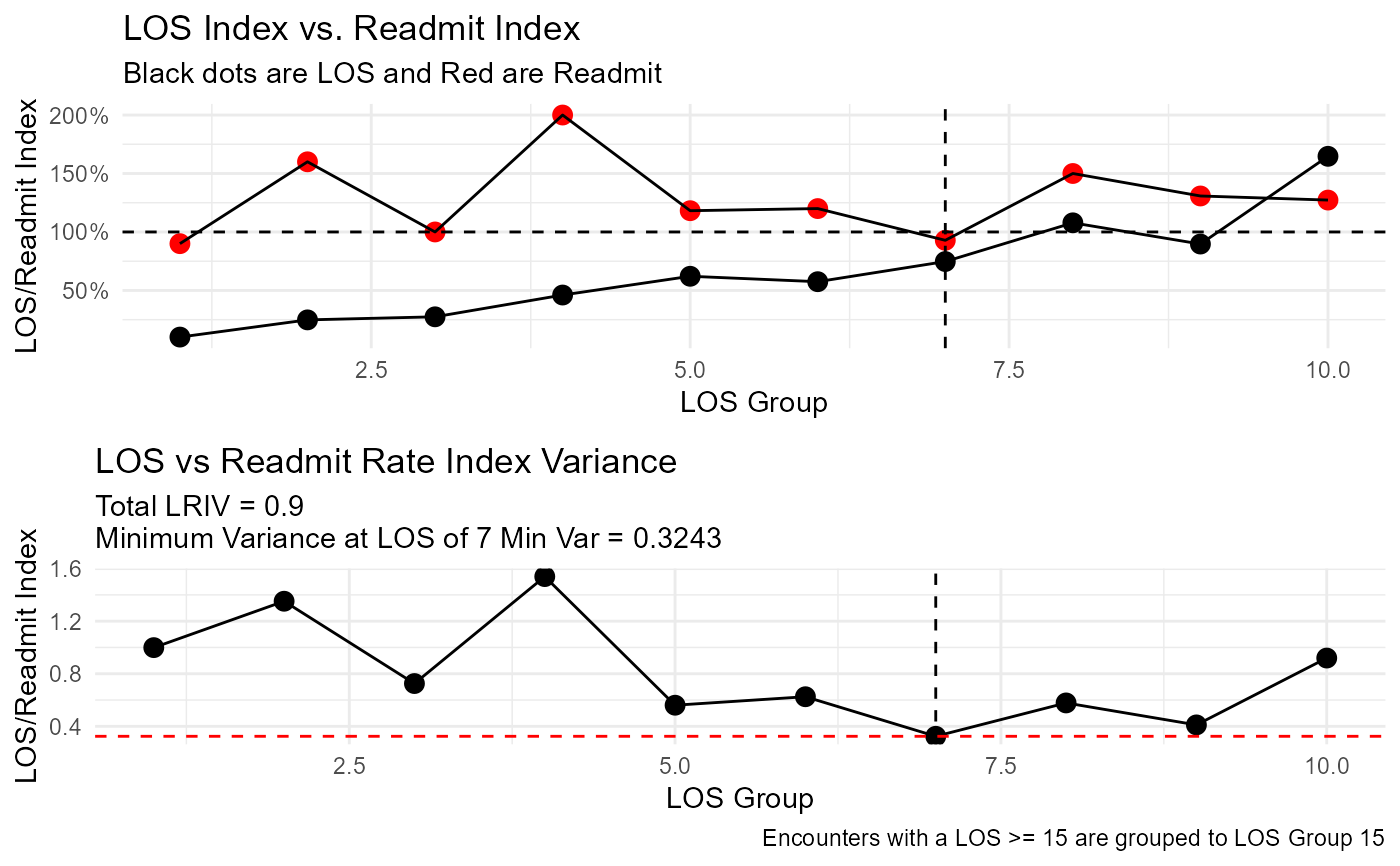 LOS Index vs. Readmit Index
Black dots are LOS and Red are Readmit
LOS/Readmit Index
200%
150%
100%
50%
2.5 5.0 7.5 10.0
LOS Group
LOS vs Readmit Rate Index Variance
Total LRIV = 0.9
Minimum Variance at LOS of 7 Min Var = 0.3243
LOS/Readmit Index
1.6
1.2
0.8
0.4
2.5 5.0 7.5 10.0
LOS Group
Encounters with a LOS >= 15 are grouped to LOS Group 15